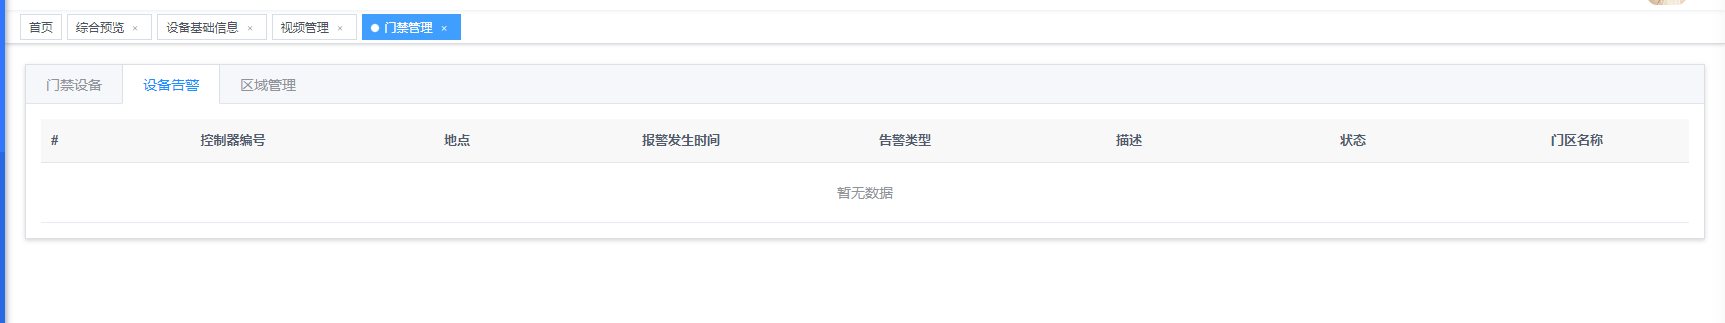 首页 综合预览 × 设备基础信息 × 视频管理 × 门禁管理 ×
门禁设备 设备告警 区域管理
# 控制器编号 地点 报警发生时间 告警类型 描述 状态 门区名称
暂无数据